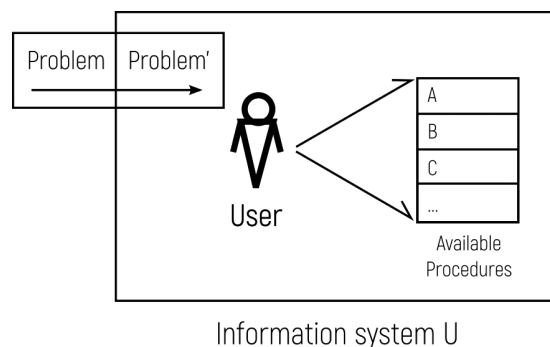 Problem Problem'
A
B
C
...
User
Available
Procedures
Information system U